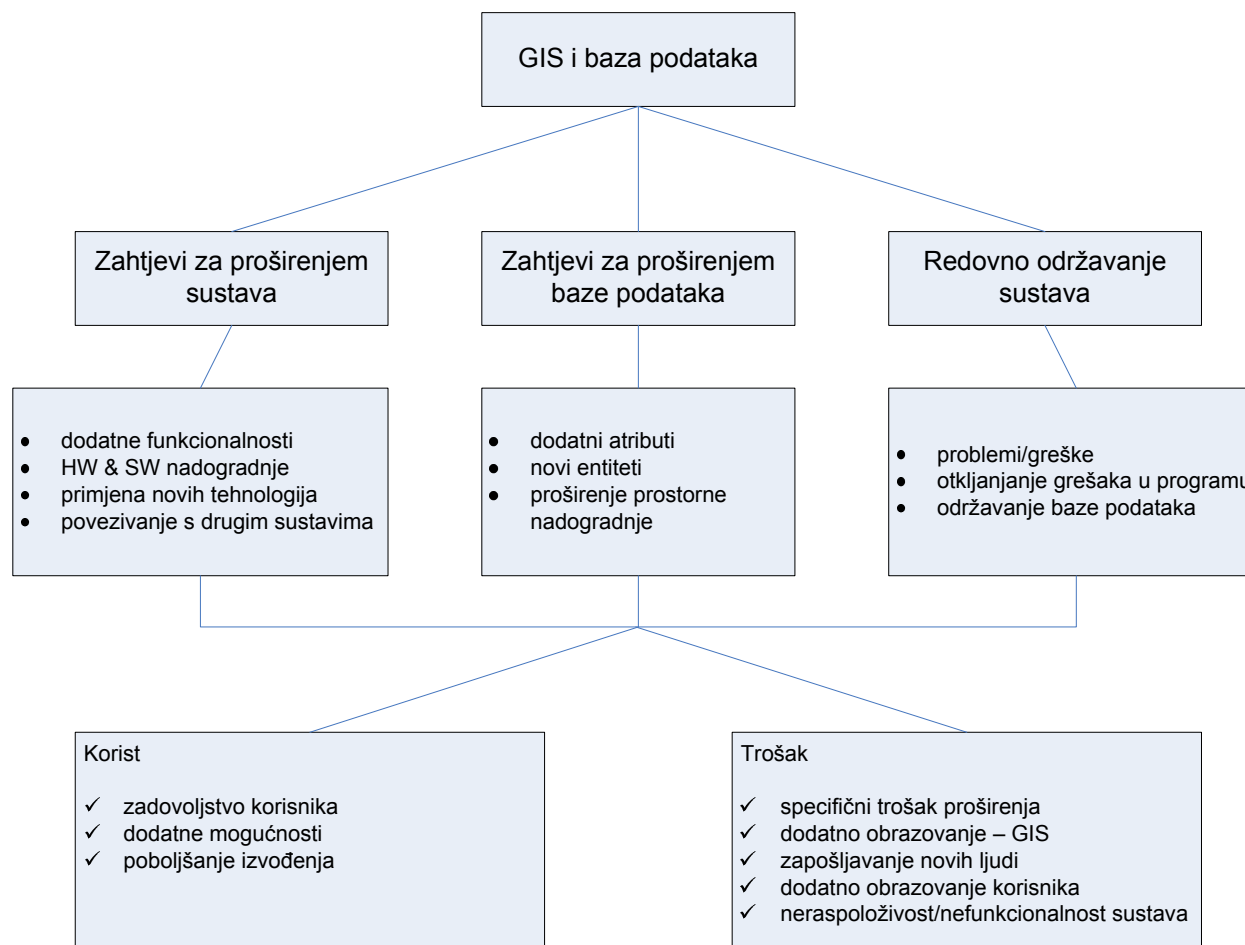 GIS i baza podataka
Zahtjevi za proširenjem
sustava
Zahtjevi za proširenjem
baze podataka
Redovno održavanje
sustava
• dodatne funkcionalnosti
• HW & SW nadogradnje
• primjena novih tehnologija
• povezivanje s drugim sustavima
• dodatni atributi
• novi entiteti
• proširenje prostorne
nadogradnje
• problemi/greške
• otkljanjanje grešaka u programu
• održavanje baze podataka
Korist
✓ zadovoljstvo korisnika
✓ dodatne mogućnosti
✓ poboljšanje izvođenja
Trošak
✓ specifični trošak proširenja
✓ dodatno obrazovanje – GIS
✓ zapošljavanje novih ljudi
✓ dodatno obrazovanje korisnika
✓ neraspoloživost/nefunkcionalnost sustava